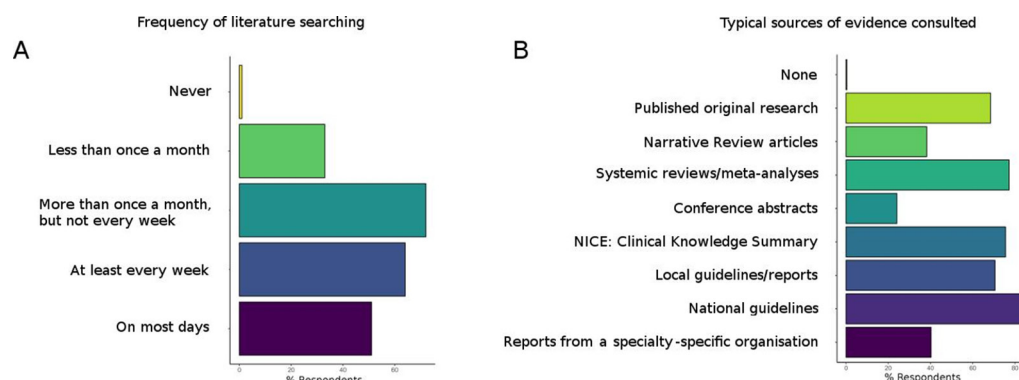 Frequency of literature searching
A
Never
Less than once a month
More than once a month,
but not every week
At least every week
On most days
0 20 40 60
% Respondents
Typical sources of evidence consulted
B
None
Published original research
Narrative Review articles
Systemic reviews/meta-analyses
Conference abstracts
NICE: Clinical Knowledge Summary
Local guidelines/reports
National guidelines
Reports from a specialty-specific organisation
0 20 40 60 80
% Respondents